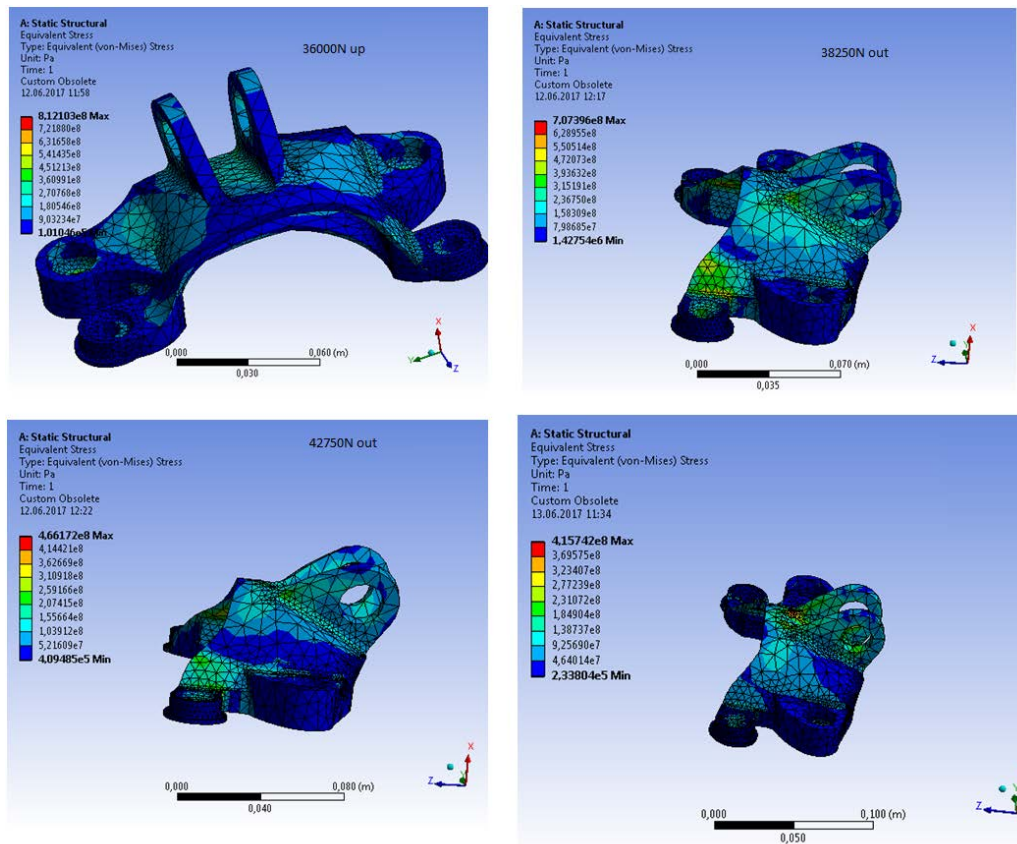 A: Static Structural
Equivalent Stress
Type: Equivalent (von-Mises) Stress
Unit: Pa
Time: 1
Custom Obsolete
12.06.2017 11:58
36000N up
8,12103e8 Max
7,21880e8
6,31658e8
5,41435e8
4,51213e8
3,60991e8
2,70768e8
1,80546e8
9,03234e7
1,01046e5 Min
0,000
0,060 (m)
0,030
X
Y
Z
A: Static Structural
Equivalent Stress
Type: Equivalent (von-Mises) Stress
Unit: Pa
Time: 1
Custom Obsolete
12.06.2017 12:17
38250N out
7,07396e8 Max
6,28955e8
5,50514e8
4,72073e8
3,93632e8
3,15191e8
2,36750e8
1,58309e8
7,98685e7
1,42754e6 Min
0,000
0,070 (m)
0,035
X
Y
Z
A: Static Structural
Equivalent Stress
Type: Equivalent (von-Mises) Stress
Unit: Pa
Time: 1
Custom Obsolete
12.06.2017 12:22
42750N out
4,66172e8 Max
4,14421e8
3,62669e8
3,10918e8
2,59166e8
2,07415e8
1,55664e8
1,03912e8
5,21609e7
4,09485e5 Min
0,000
0,080 (m)
0,040
X
Y
Z
A: Static Structural
Equivalent Stress
Type: Equivalent (von-Mises) Stress
Unit: Pa
Time: 1
Custom Obsolete
13.06.2017 11:34
4,15742e8 Max
3,69575e8
3,23407e8
2,77239e8
2,31072e8
1,84904e8
1,38737e8
9,25690e7
4,64014e7
2,33804e5 Min
0,000
0,100 (m)
0,050
Y
Z